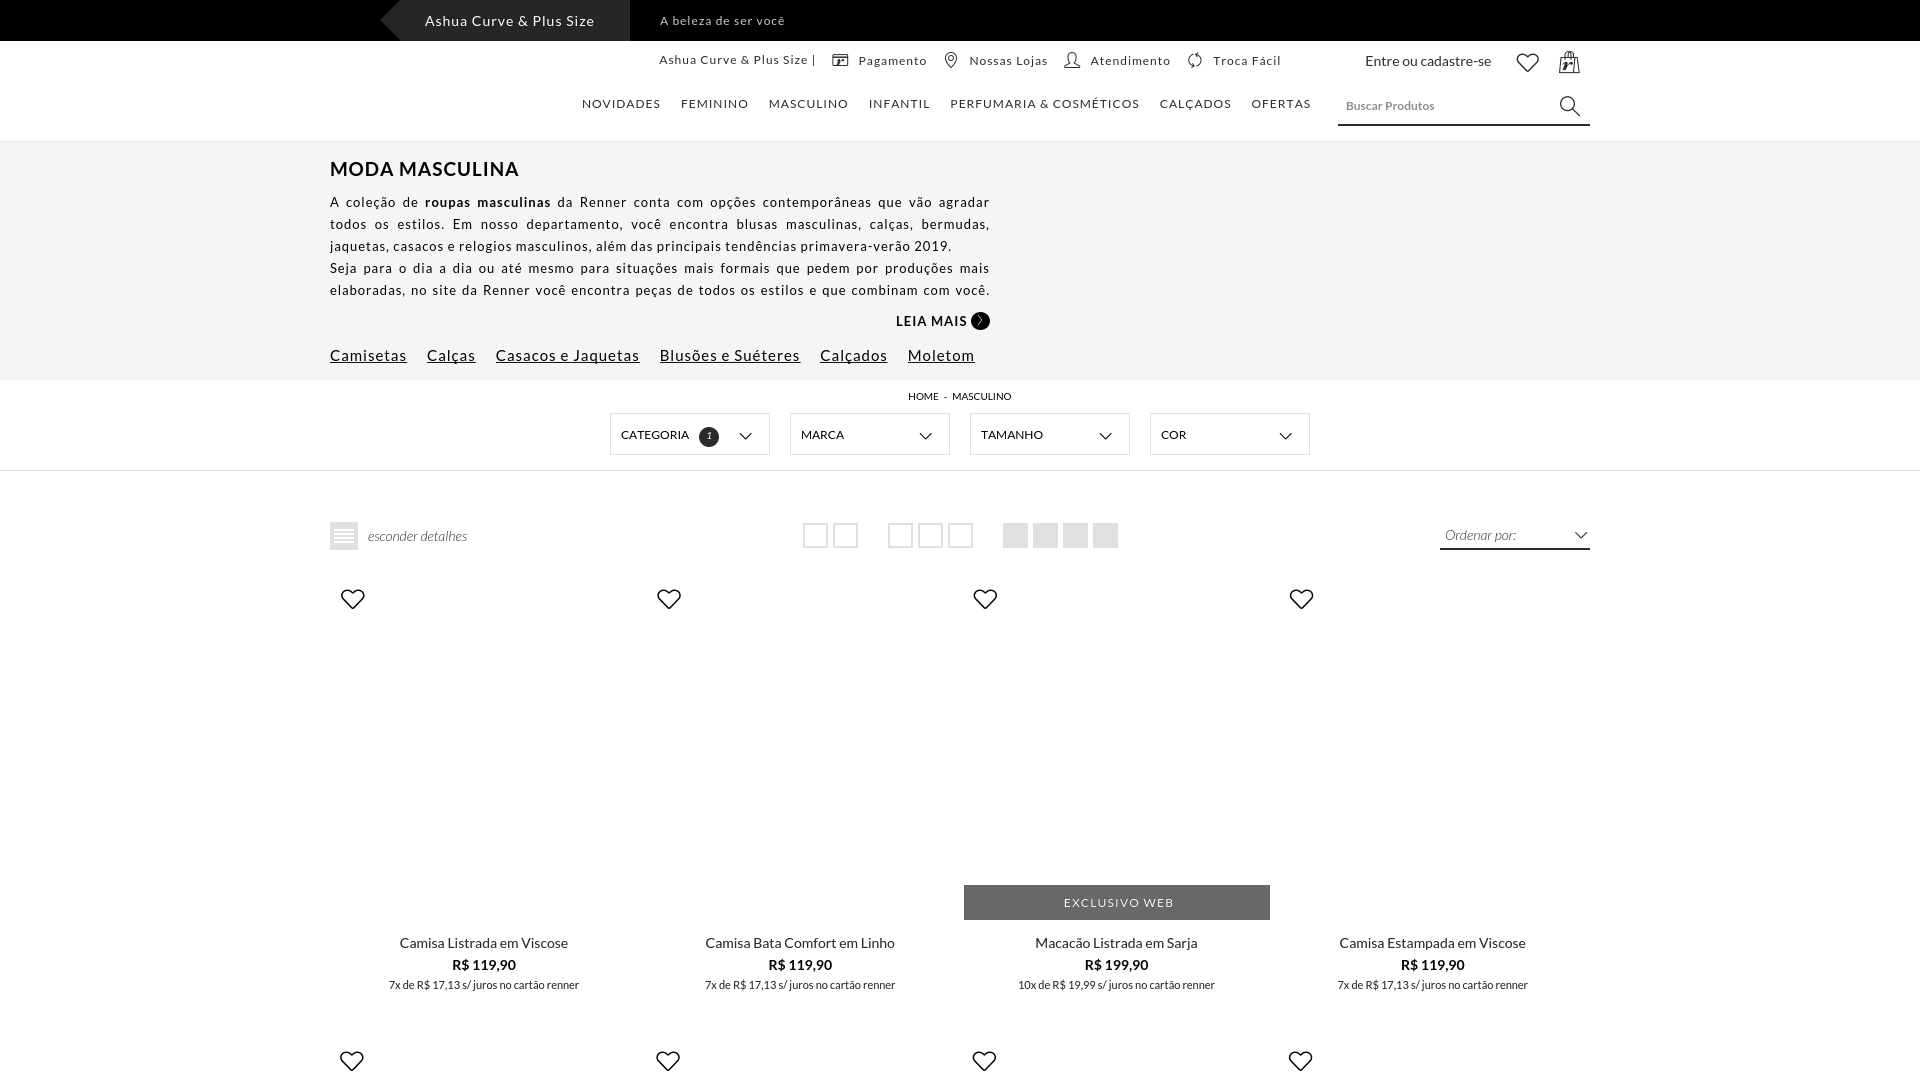 Ashua Curve & Plus Size
A beleza de ser você
Ashua Curve & Plus Size |
Pagamento
Nossas Lojas
Atendimento
Troca Fácil
Entre ou cadastre-se
NOVIDADES
FEMININO
MASCULINO
INFANTIL
PERFUMARIA & COSMÉTICOS
CALÇADOS
OFERTAS
Buscar Produtos
MODA MASCULINA
A coleção de roupas masculinas da Renner conta com opções contemporâneas que vão agradar
todos os estilos. Em nosso departamento, você encontra blusas masculinas, calças, bermudas,
jaquetas, casacos e relogios masculinos, além das principais tendências primavera-verão 2019.
Seja para o dia a dia ou até mesmo para situações mais formais que pedem por produções mais
elaboradas, no site da Renner você encontra peças de todos os estilos e que combinam com você.
LEIA MAIS
Camisetas
Calças
Casacos e Jaquetas
Blusões e Suéteres
Calçados
Moletom
HOME - MASCULINO
CATEGORIA 1
MARCA
TAMANHO
COR
esconder detalhes
Ordenar por:
EXCLUSIVO WEB
Camisa Listrada em Viscose
R$ 119,90
7x de R$ 17,13 s/ juros no cartão renner
Camisa Bata Comfort em Linho
R$ 119,90
7x de R$ 17,13 s/ juros no cartão renner
Macacão Listrada em Sarja
R$ 199,90
10x de R$ 19,99 s/ juros no cartão renner
Camisa Estampada em Viscose
R$ 119,90
7x de R$ 17,13 s/ juros no cartão renner